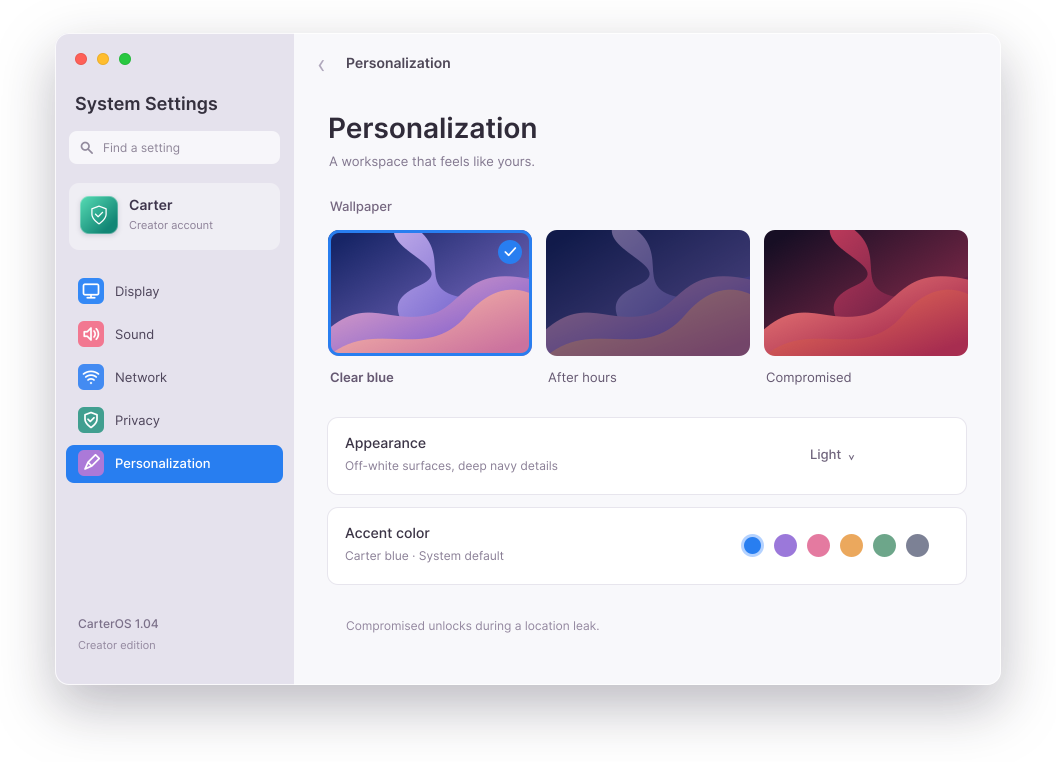 System Settings
Find a setting
Carter
Creator account
Display
Sound
Network
Privacy
Personalization
CarterOS 1.04
Creator edition
Personalization
Personalization
A workspace that feels like yours.
Wallpaper
Clear blue
After hours
Compromised
Appearance
Off-white surfaces, deep navy details
Light
Accent color
Carter blue · System default
Compromised unlocks during a location leak.